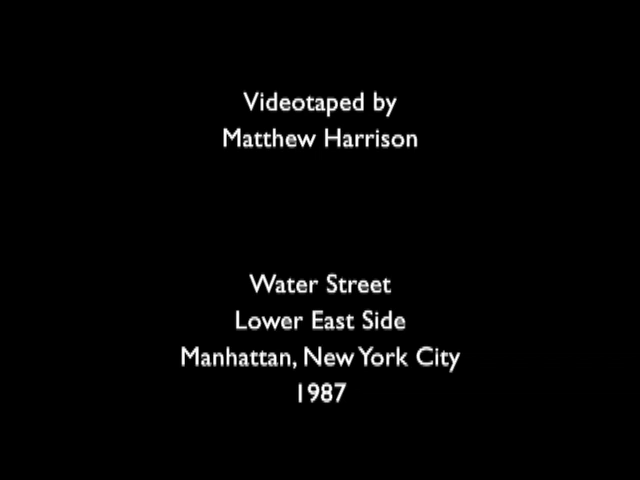 Videotaped by
Matthew Harrison
Water Street
Lower East Side
Manhattan, New York City
1987